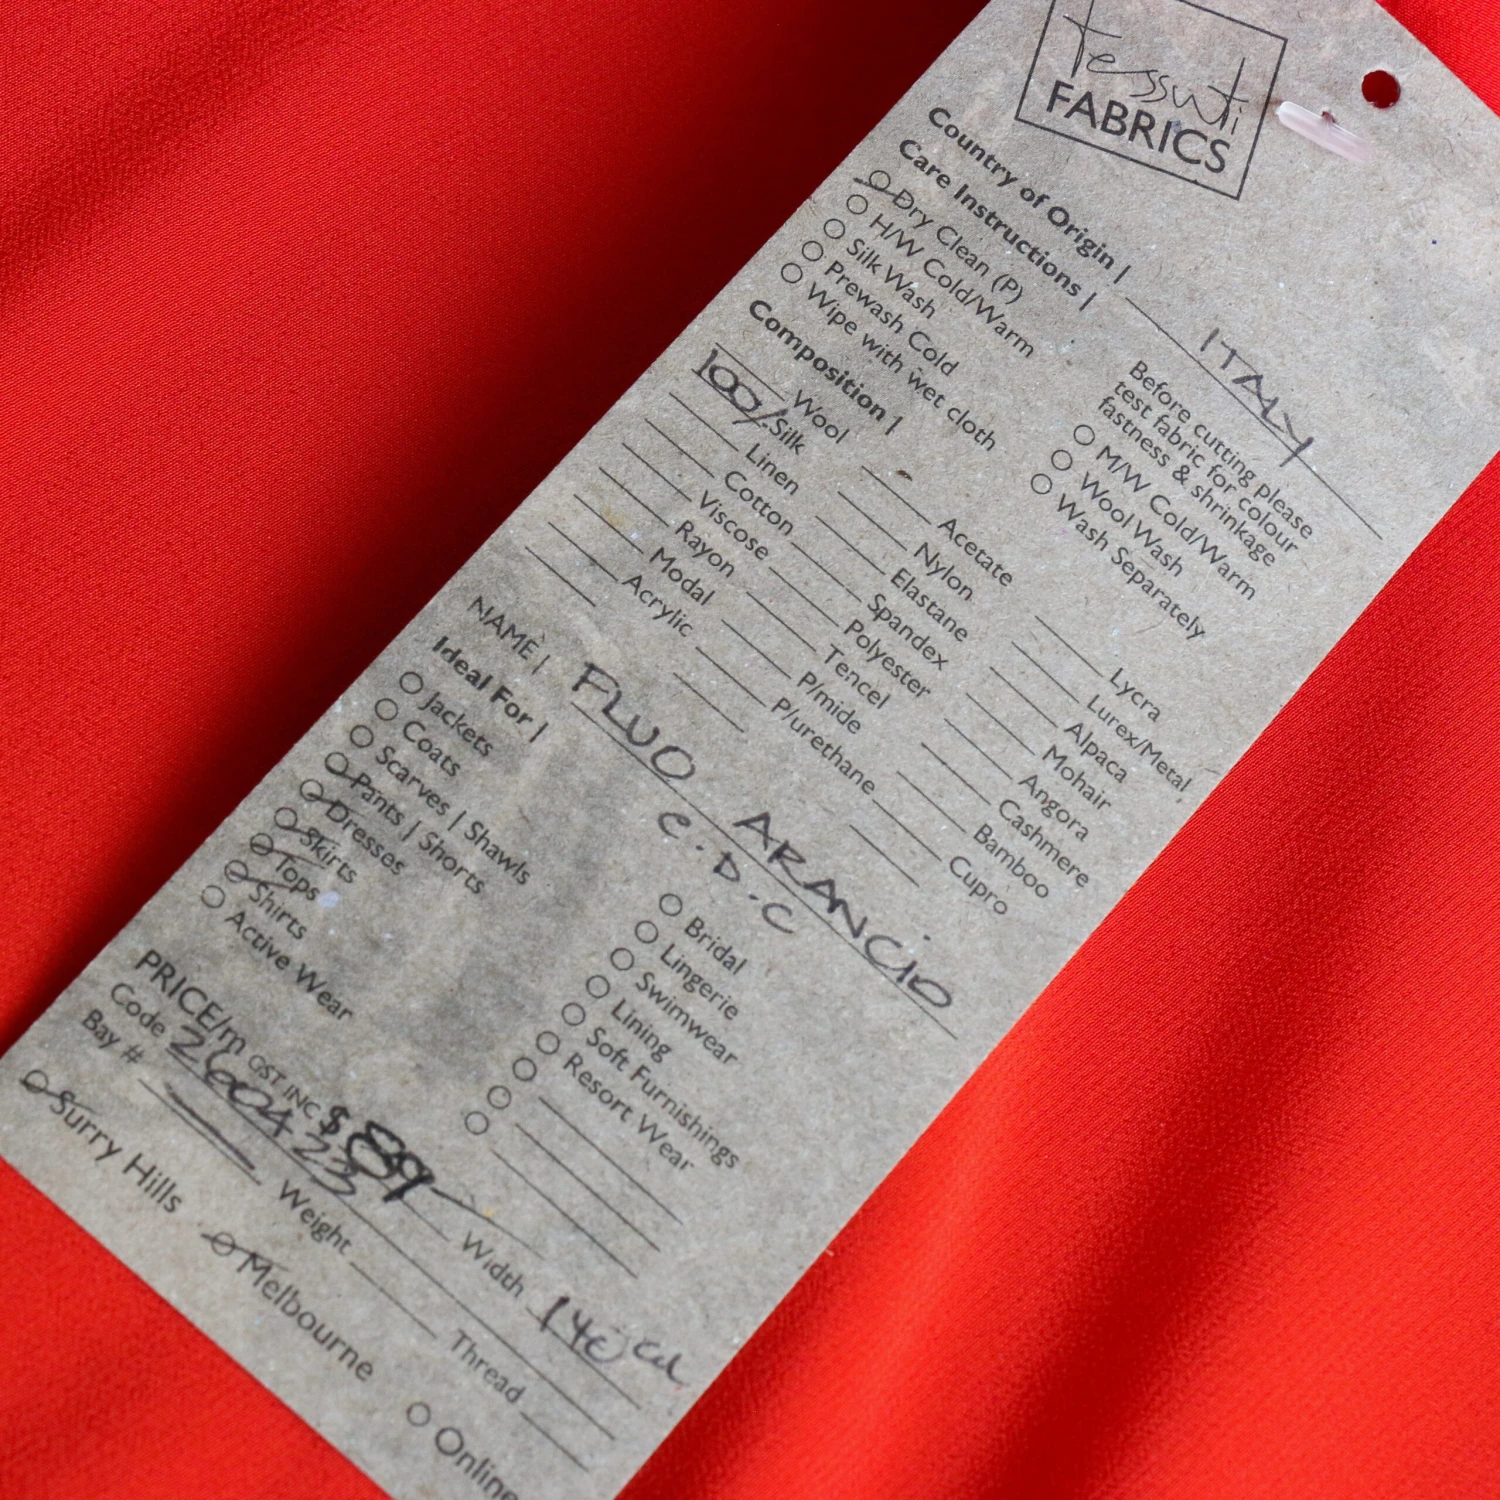 tessuti
FABRICS
Country of Origin | ITALY
Care Instructions |
Dry Clean (P)
H/W Cold/Warm
Silk Wash
Prewash Cold
Wipe with wet cloth
Before cutting please
test fabric for colour
fastness & shrinkage
M/W Cold/Warm
Wool Wash
Wash Separately
Composition |
Wool
100% Silk
Linen
Cotton
Viscose
Rayon
Modal
Acrylic
Acetate
Nylon
Elastane
Spandex
Polyester
Tencel
P/mide
P/urethane
Lycra
Lurex/Metal
Alpaca
Mohair
Angora
Cashmere
Bamboo
Cupro
NAME | FLUO ARANCIO
C.D.C
Ideal For |
Jackets
Coats
Scarves | Shawls
Pants | Shorts
Dresses
Skirts
Tops
Shirts
Active Wear
Bridal
Lingerie
Swimwear
Lining
Soft Furnishings
Resort Wear
PRICE/m GST INC $89
Code 2600423 Width 140cm
Bay # Weight Thread
Surry Hills Melbourne Online